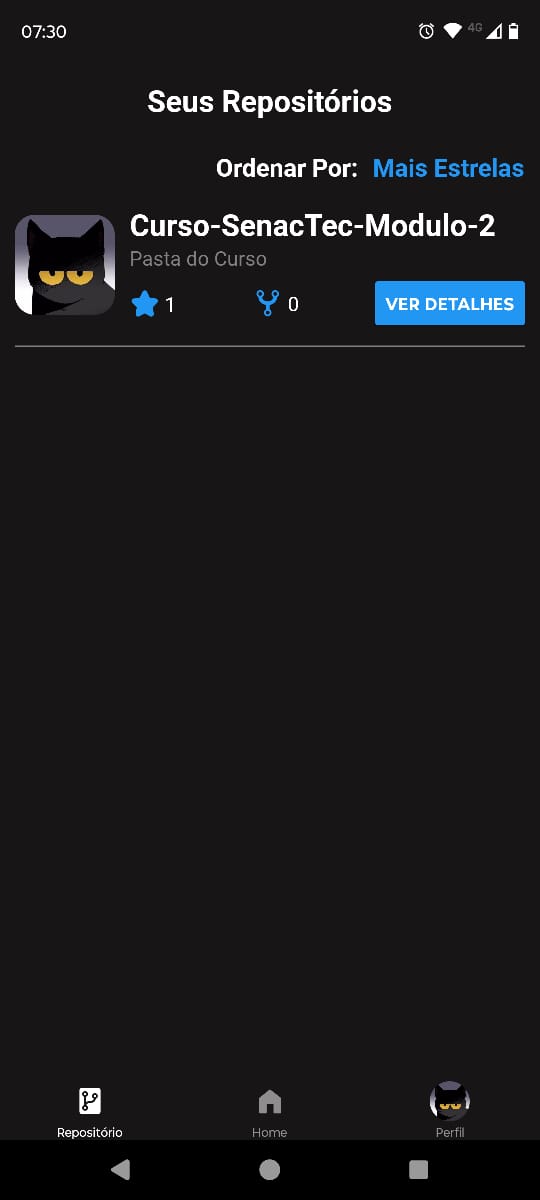 07:30
4G
Seus Repositórios
Ordenar Por: Mais Estrelas
Curso-SenacTec-Modulo-2
Pasta do Curso
1 0 VER DETALHES
Repositório Home Perfil